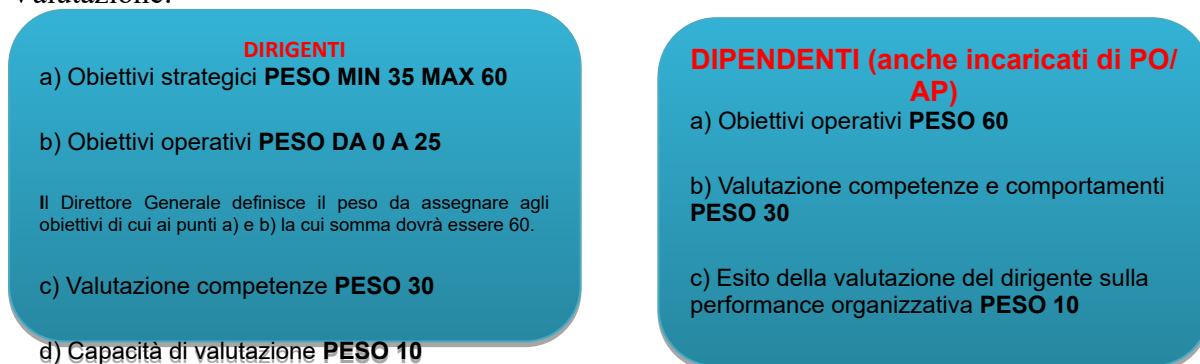 Valutazione:
DIRIGENTI
a) Obiettivi strategici PESO MIN 35 MAX 60
b) Obiettivi operativi PESO DA 0 A 25
Il Direttore Generale definisce il peso da assegnare agli
obiettivi di cui ai punti a) e b) la cui somma dovrà essere 60.
c) Valutazione competenze PESO 30
d) Capacità di valutazione PESO 10
DIPENDENTI (anche incaricati di PO/
AP)
a) Obiettivi operativi PESO 60
b) Valutazione competenze e comportamenti
PESO 30
c) Esito della valutazione del dirigente sulla
performance organizzativa PESO 10